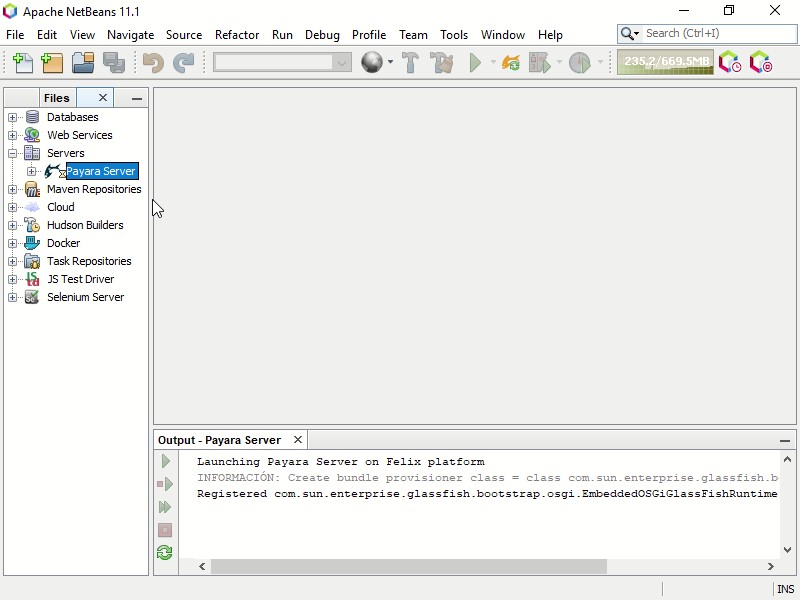 Apache NetBeans 11.1
File Edit View Navigate Source Refactor Run Debug Profile Team Tools Window Help
Search (Ctrl+I)
235.2/669.5MB
Files
Databases
Web Services
Servers
Payara Server
Maven Repositories
Cloud
Hudson Builders
Docker
Task Repositories
JS Test Driver
Selenium Server
Output - Payara Server
Launching Payara Server on Felix platform
INFORMACIÓN: Create bundle provisioner class = class com.sun.enterprise.glassfish.b
Registered com.sun.enterprise.glassfish.bootstrap.osgi.EmbeddedOSGiGlassFishRuntime
INS